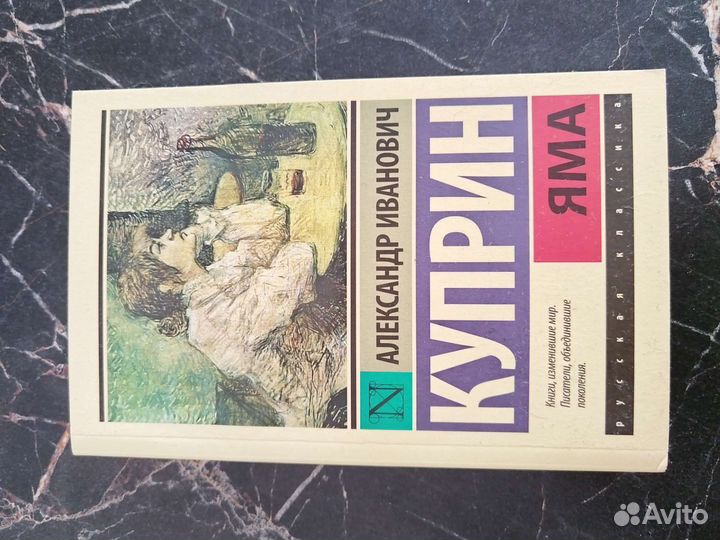 АЛЕКСАНДР ИВАНОВИЧ
КУПРИН
ЯМА
Книги, изменившие мир.
Писатели, объединившие
поколения.
русская классика
Avito